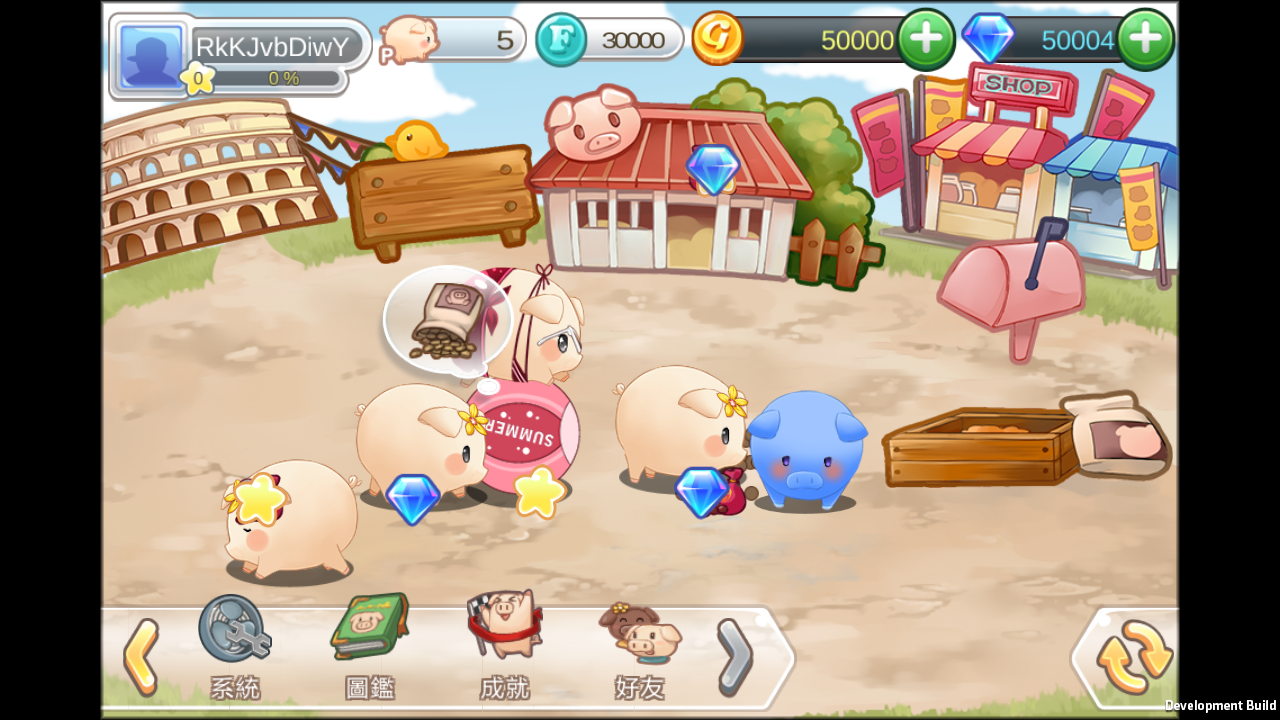 RkKJvbDiwY
0
0 %
P
5
F
30000
G
50000
50004
SHOP
SUMMER
系統
圖鑑
成就
好友
Development Build